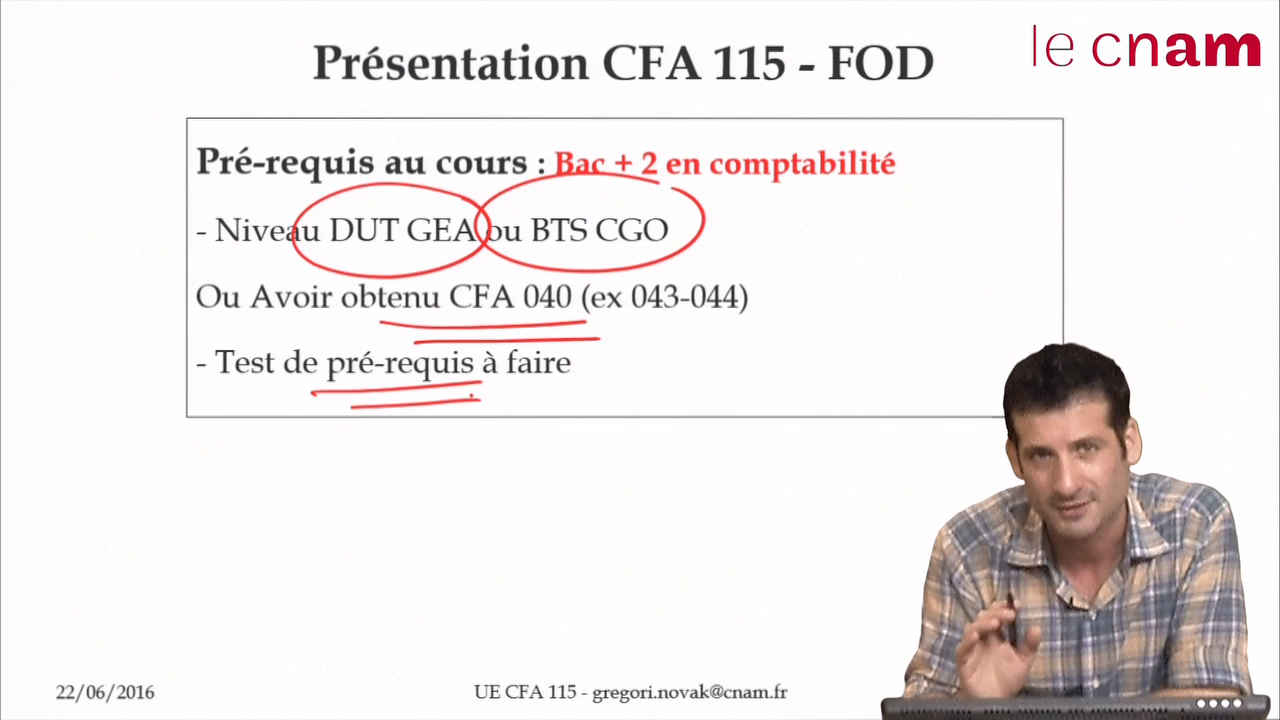 Présentation CFA 115 - FOD
le cnam
Pré-requis au cours : Bac + 2 en comptabilité
- Niveau DUT GEA ou BTS CGO
Ou Avoir obtenu CFA 040 (ex 043-044)
- Test de pré-requis à faire
22/06/2016
UE CFA 115 - gregori.novak@cnam.fr